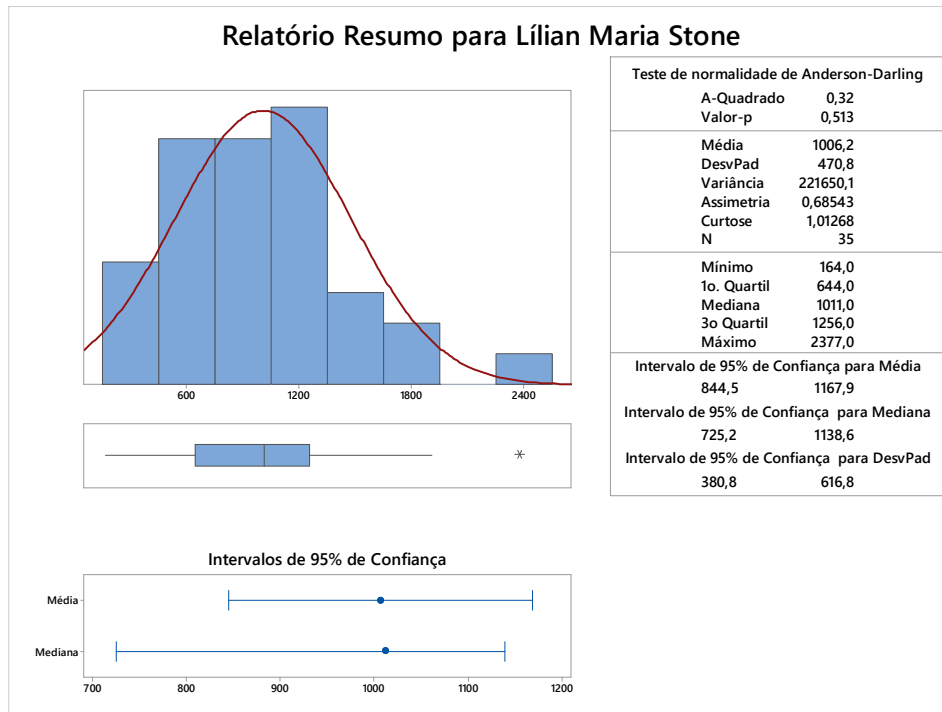 Relatório Resumo para Lílian Maria Stone
600 1200 1800 2400
Teste de normalidade de Anderson-Darling
A-Quadrado 0,32
Valor-p 0,513
Média 1006,2
DesvPad 470,8
Variância 221650,1
Assimetria 0,68543
Curtose 1,01268
N 35
Mínimo 164,0
1o. Quartil 644,0
Mediana 1011,0
3o Quartil 1256,0
Máximo 2377,0
Intervalo de 95% de Confiança para Média
844,5 1167,9
Intervalo de 95% de Confiança para Mediana
725,2 1138,6
Intervalo de 95% de Confiança para DesvPad
380,8 616,8
Intervalos de 95% de Confiança
Média
Mediana
700 800 900 1000 1100 1200